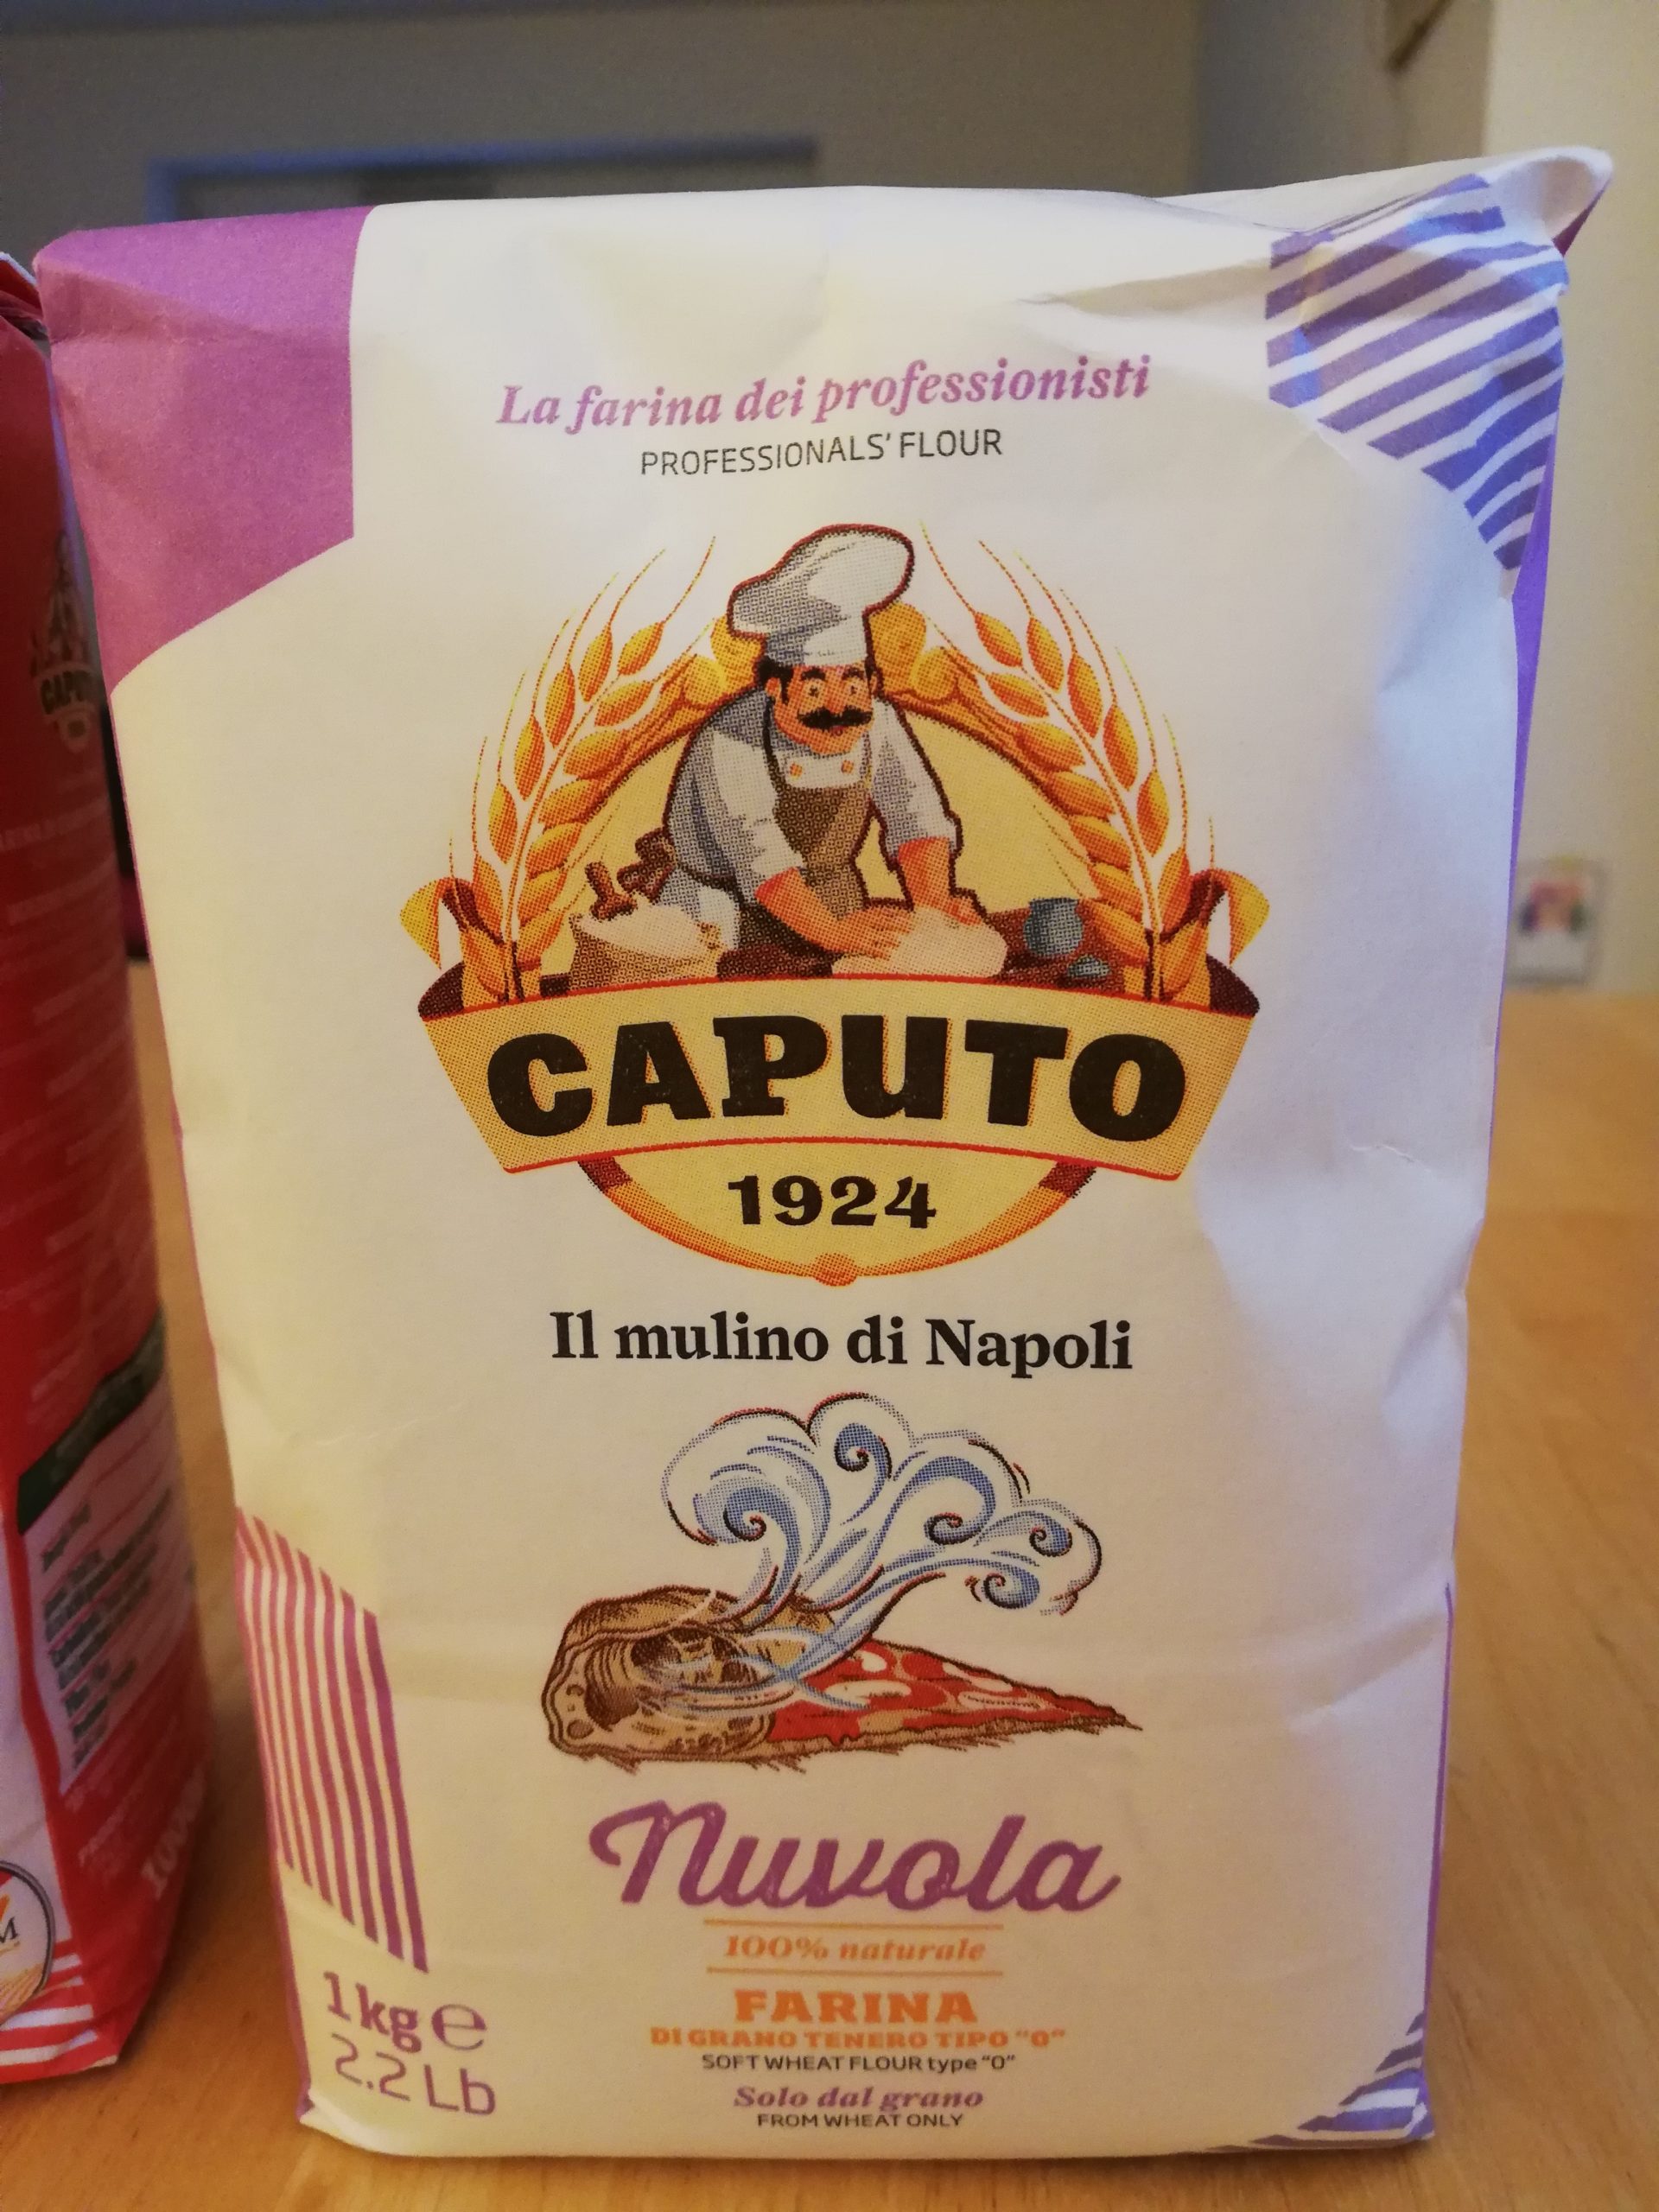 La farina dei professionisti
PROFESSIONALS' FLOUR
CAPUTO
1924
Il mulino di Napoli
Nuvola
100% naturale
FARINA
DI GRANO TENERO TIPO "0"
SOFT WHEAT FLOUR type "0"
Solo dal grano
FROM WHEAT ONLY
1kg e
2.2 Lb